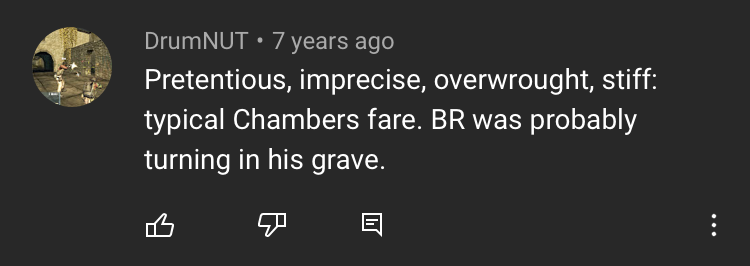 DrumNUT • 7 years ago
Pretentious, imprecise, overwrought, stiff:
typical Chambers fare. BR was probably
turning in his grave.